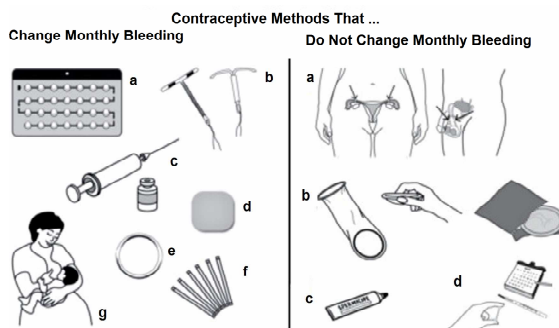 Contraceptive Methods That ...
Change Monthly Bleeding
Do Not Change Monthly Bleeding
a
b
c
d
e
f
g
a
b
c
SPERMICIDE
d